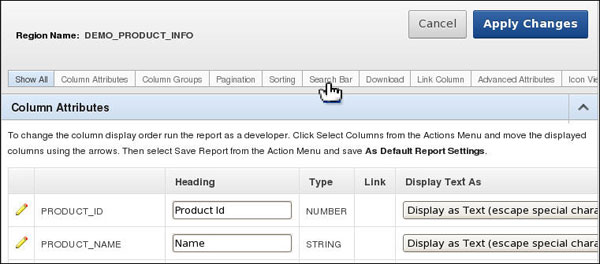 Cancel Apply Changes
Region Name: DEMO_PRODUCT_INFO
Show All Column Attributes Column Groups Pagination Sorting Search Bar Download Link Column Advanced Attributes Icon Vie
Column Attributes
To change the column display order run the report as a developer. Click Select Columns from the Actions Menu and move the displayed
columns using the arrows. Then select Save Report from the Action Menu and save As Default Report Settings.
Heading Type Link Display Text As
PRODUCT_ID Product Id NUMBER Display as Text (escape special chara
PRODUCT_NAME Name STRING Display as Text (escape special chara